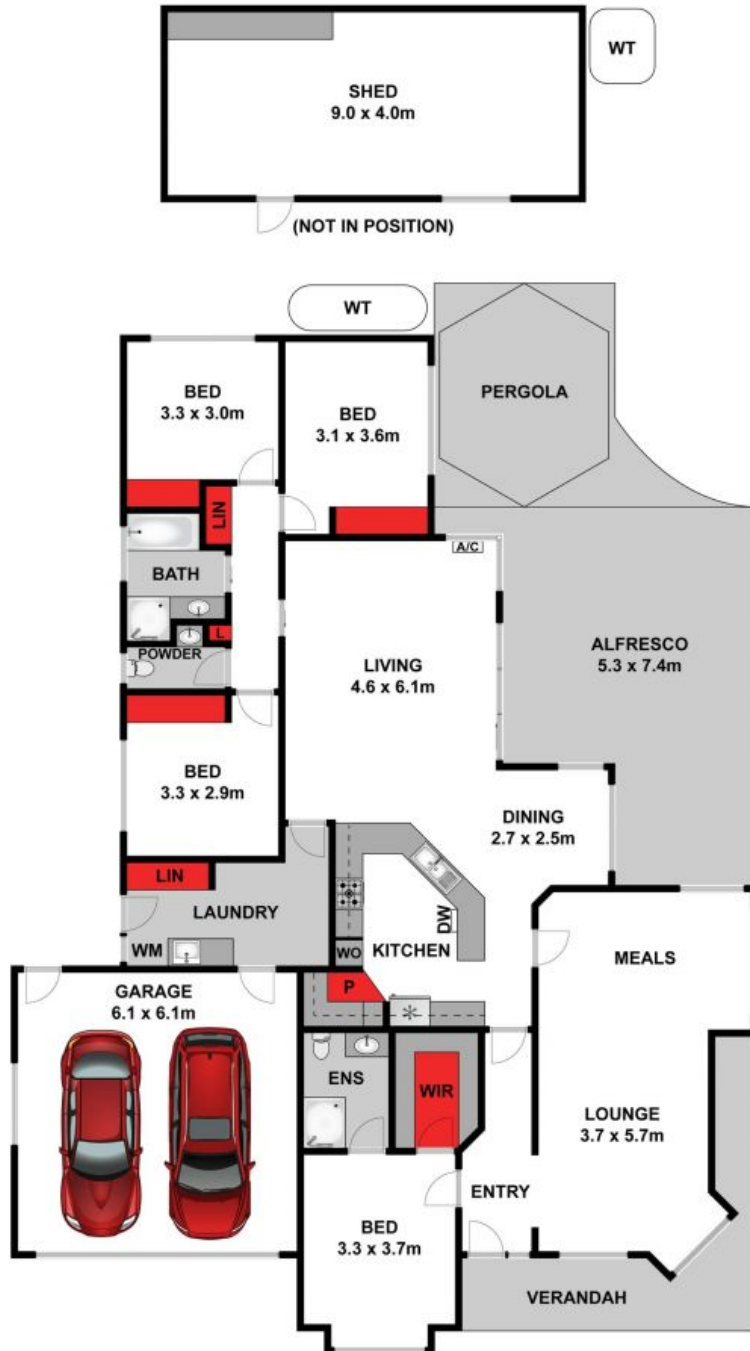 WT
SHED
9.0 x 4.0m
(NOT IN POSITION)
WT
BED
3.3 x 3.0m
BED
3.1 x 3.6m
PERGOLA
LIN
A/C
BATH
L
POWDER
LIVING
4.6 x 6.1m
ALFRESCO
5.3 x 7.4m
BED
3.3 x 2.9m
DINING
2.7 x 2.5m
LIN
LAUNDRY
WM
DW
WO
KITCHEN
MEALS
P
GARAGE
6.1 x 6.1m
ENS
WIR
LOUNGE
3.7 x 5.7m
ENTRY
BED
3.3 x 3.7m
VERANDAH